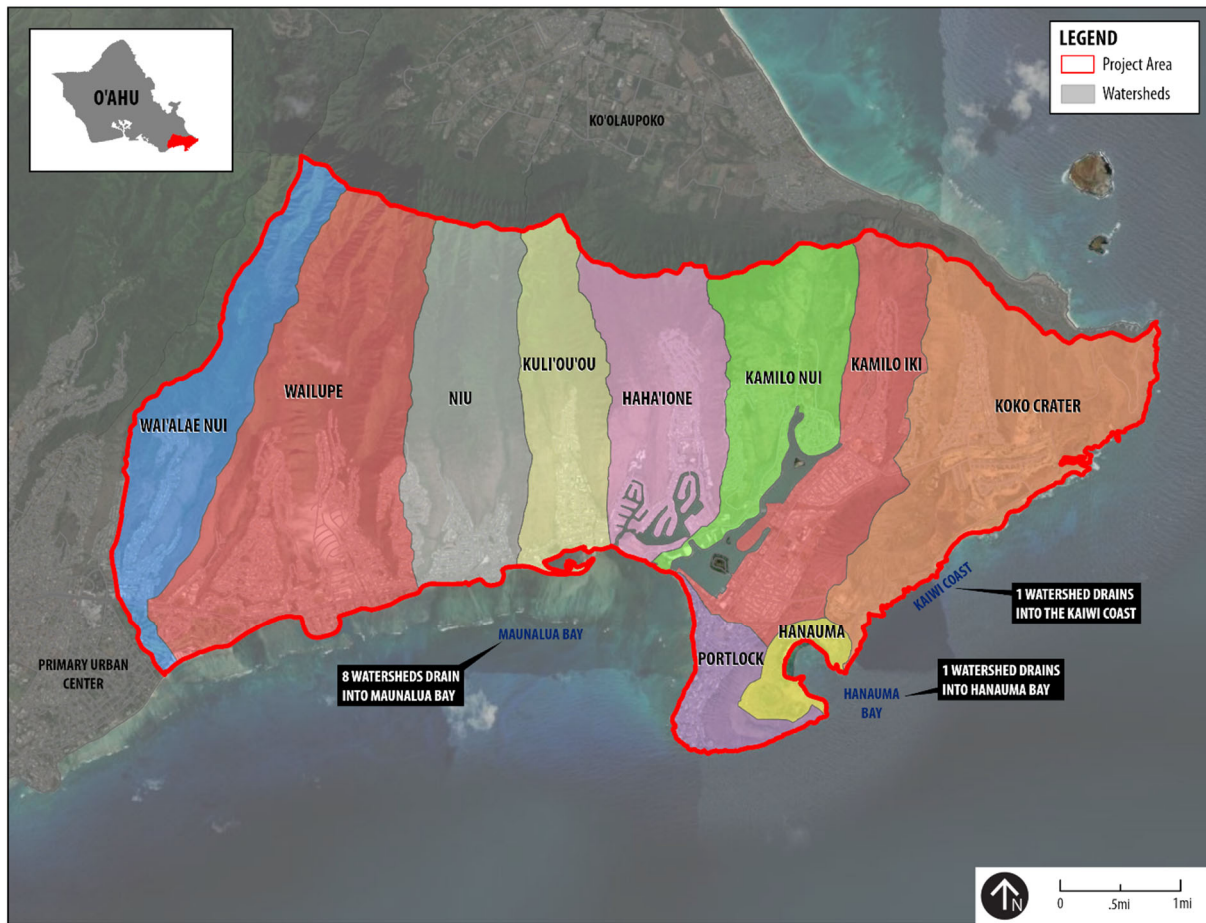 O'AHU
LEGEND
Project Area
Watersheds
KO'OLAUPOKO
WAI'ALAE NUI
WAILUPE
NIU
KULI'OU'OU
HAHA'IONE
KAMILO NUI
KAMILO IKI
KOKO CRATER
KAIWI COAST
1 WATERSHED DRAINS
INTO THE KAIWI COAST
MAUNALUA BAY
HANAUMA
PORTLOCK
PRIMARY URBAN
CENTER
8 WATERSHEDS DRAIN
INTO MAUNALUA BAY
HANAUMA
BAY
1 WATERSHED DRAINS
INTO HANAUMA BAY
N
0 .5mi 1mi